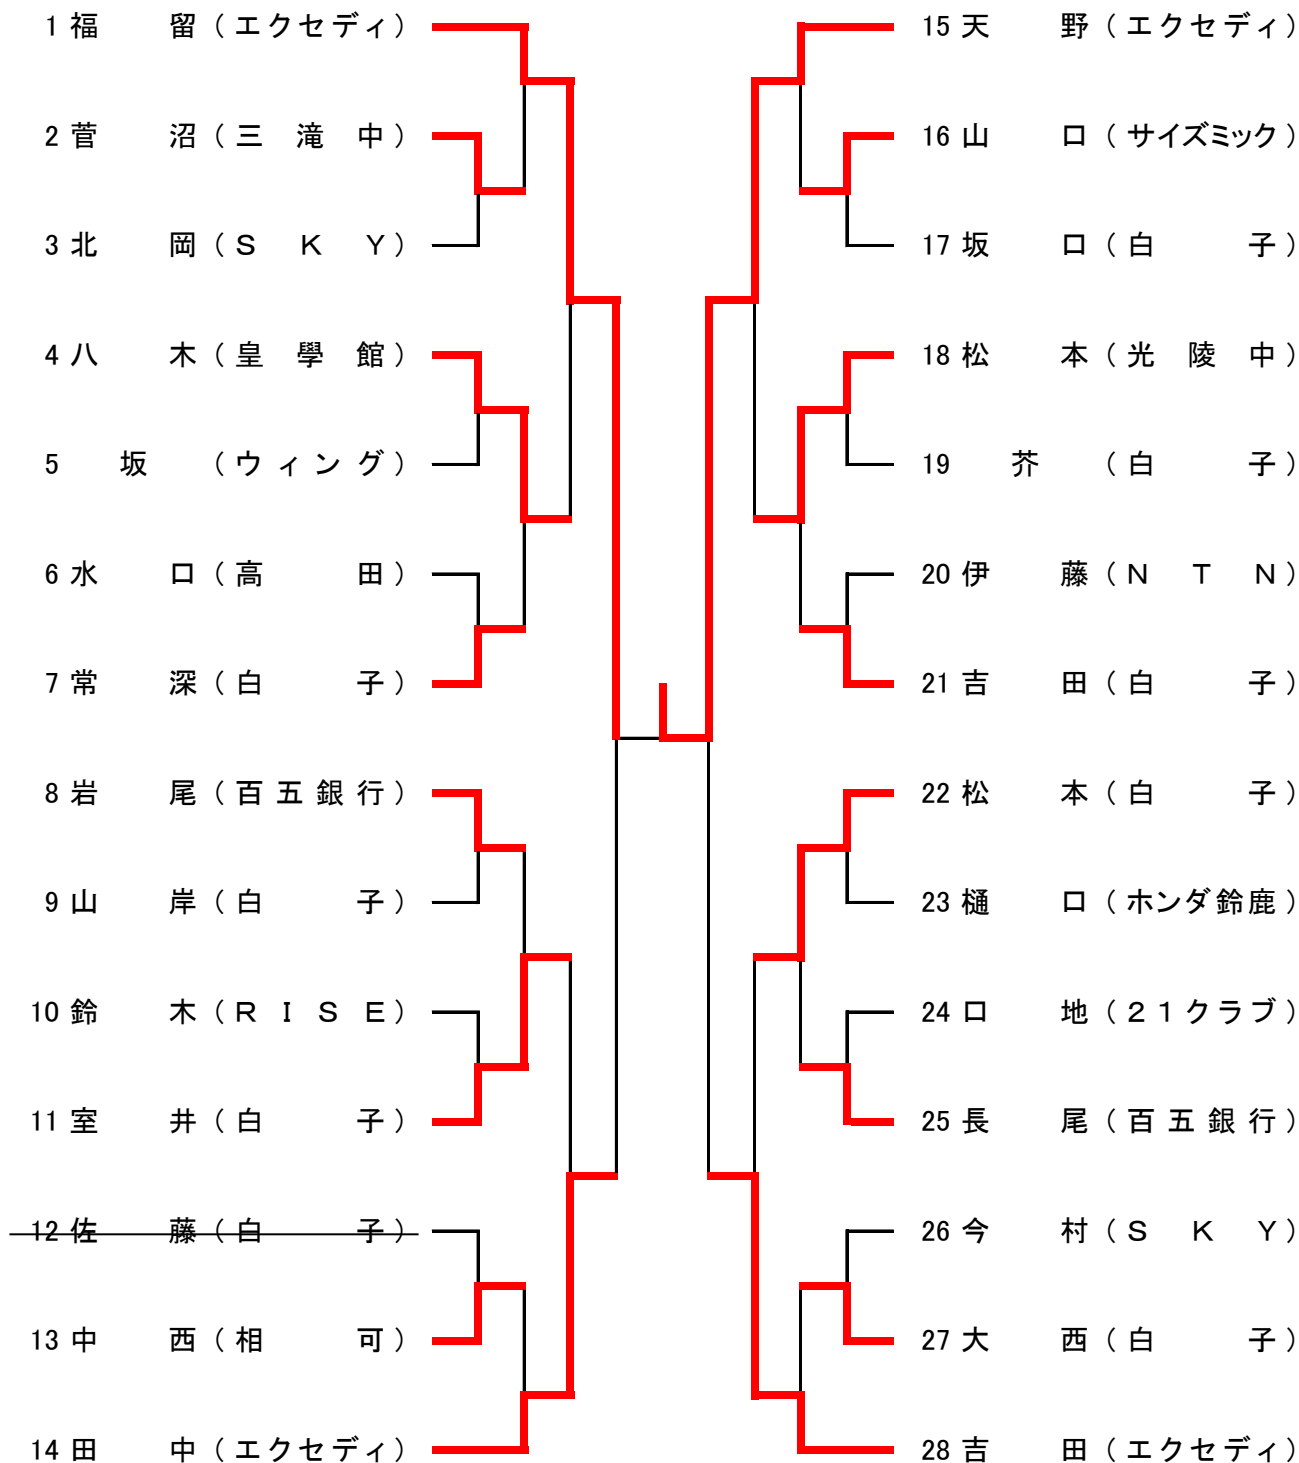 1 福留（エクセディ）
2 菅沼（三滝中）
3 北岡（ＳＫＹ）
4 八木（皇學館）
5 坂（ウィング）
6 水口（高田）
7 常深（白子）
8 岩尾（百五銀行）
9 山岸（白子）
10 鈴木（ＲＩＳＥ）
11 室井（白子）
12 佐藤（白子）
13 中西（相可）
14 田中（エクセディ）
15 天野（エクセディ）
16 山口（サイズミック）
17 坂口（白子）
18 松本（光陵中）
19 芥（白子）
20 伊藤（ＮＴＮ）
21 吉田（白子）
22 松本（白子）
23 樋口（ホンダ鈴鹿）
24 口地（２１クラブ）
25 長尾（百五銀行）
26 今村（ＳＫＹ）
27 大西（白子）
28 吉田（エクセディ）